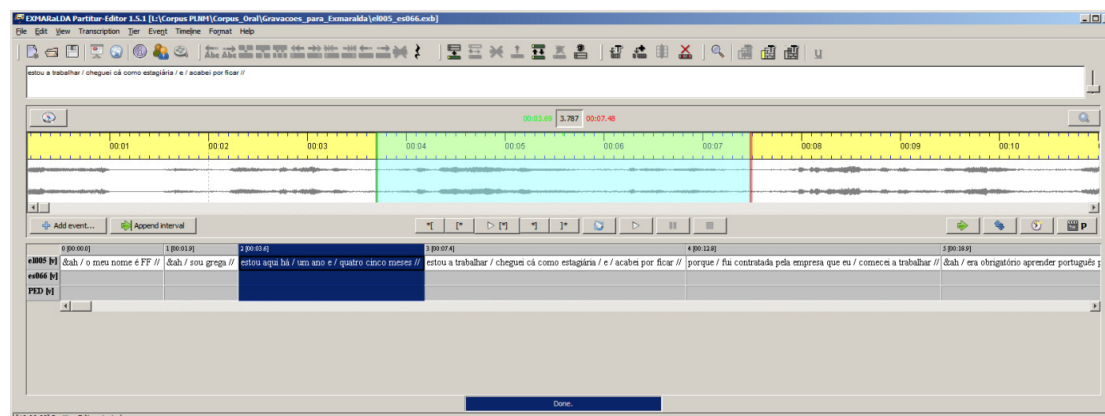 EXMARaLDA Partitur-Editor 1.5.1 [L:\Corpus PLNM\Corpus_Oral\Gravacoes_para_Exmaralda\el005_es066.exb]
File Edit View Transcription Tier Event Timeline Format Help
estou a trabalhar / cheguei cá como estagiária / e / acabei por ficar //
00:03.69 3.787 00:07.48
00:01 00:02 00:03 00:04 00:05 00:06 00:07 00:08 00:09 00:10
Add event... Append interval P
0 [00:00.0] 1 [00:01.9] 2 [00:03.6] 3 [00:07.4] 4 [00:12.8] 5 [00:18.9]
el005 [v] &ah / o meu nome é FF // &ah / sou grega // estou aqui há / um ano e / quatro cinco meses // estou a trabalhar / cheguei cá como estagiária / e / acabei por ficar // porque / fui contratada pela empresa que eu / comecei a trabalhar // &ah / era obrigatório aprender português p
es066 [v]
PED [v]
Done.